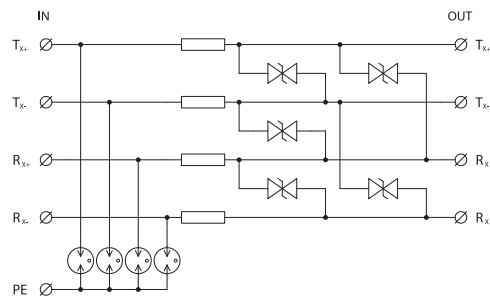 IN OUT
Tx+ Tx+
Tx- Tx-
Rx+ Rx
Rx- Rx
PE